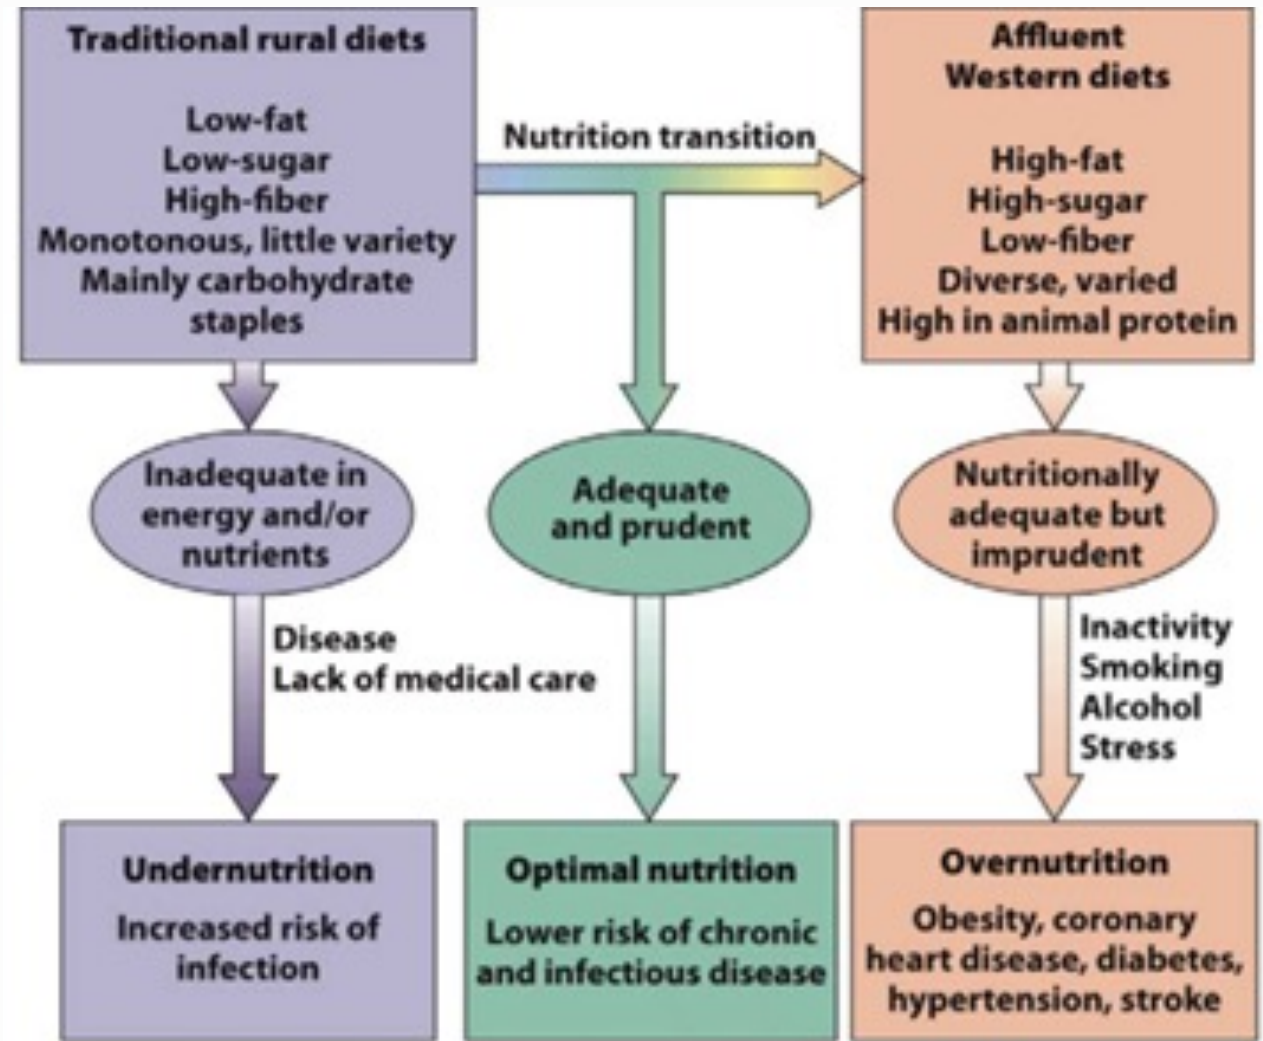 Traditional rural diets
Low-fat
Low-sugar
High-fiber
Monotonous, little variety
Mainly carbohydrate
staples
Nutrition transition
Affluent
Western diets
High-fat
High-sugar
Low-fiber
Diverse, varied
High in animal protein
Inadequate in
energy and/or
nutrients
Adequate
and prudent
Nutritionally
adequate but
imprudent
Disease
Lack of medical care
Inactivity
Smoking
Alcohol
Stress
Undernutrition
Increased risk of
infection
Optimal nutrition
Lower risk of chronic
and infectious disease
Overnutrition
Obesity, coronary
heart disease, diabetes,
hypertension, stroke